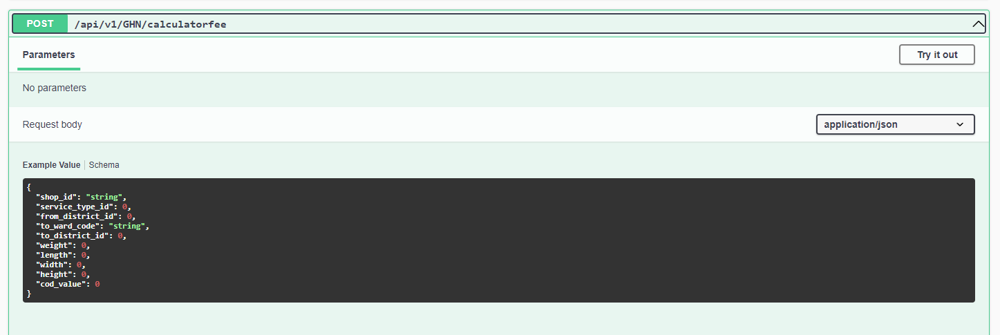 POST /api/v1/GHN/calculatorfee
Parameters
Try it out
No parameters
Request body
application/json
Example Value | Schema
{
  "shop_id": "string",
  "service_type_id": 0,
  "from_district_id": 0,
  "to_ward_code": "string",
  "to_district_id": 0,
  "weight": 0,
  "length": 0,
  "width": 0,
  "height": 0,
  "cod_value": 0
}